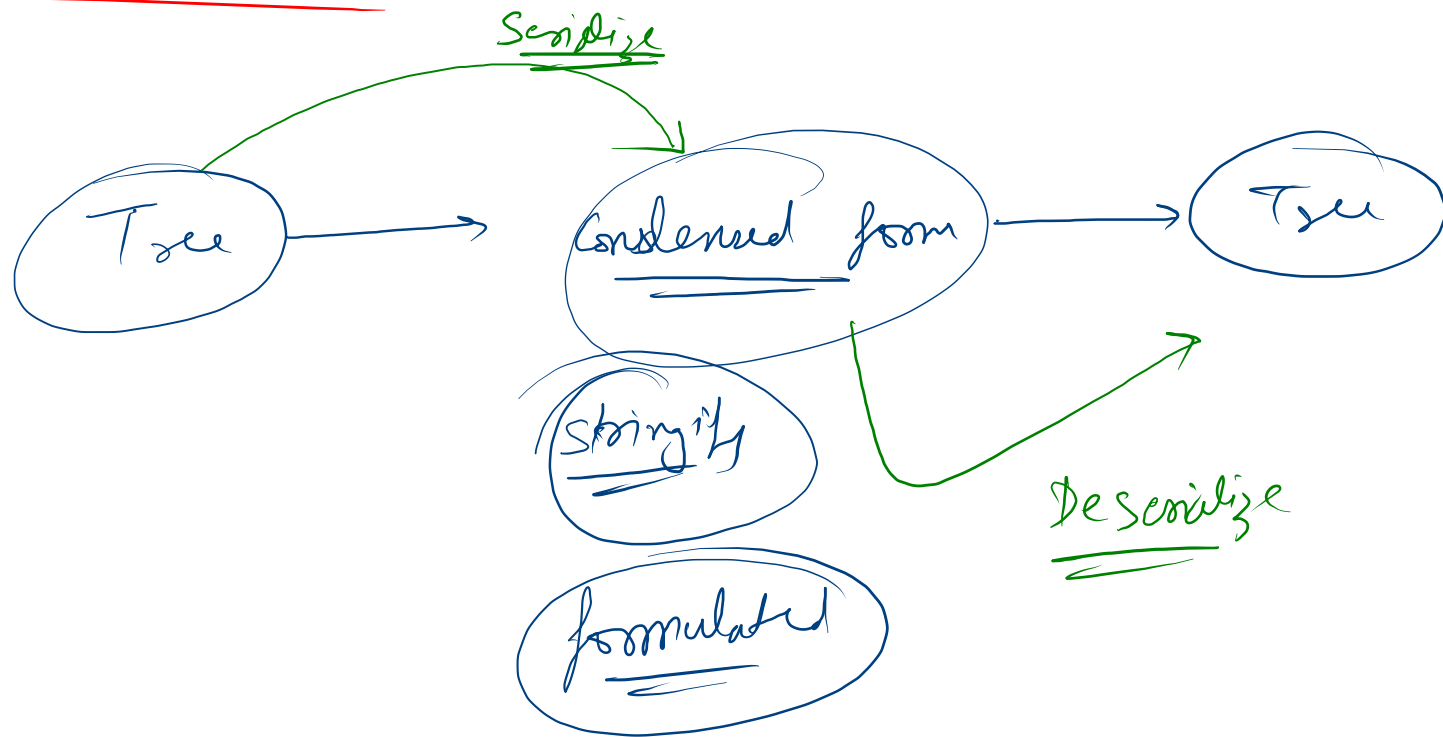 Serialize
Tree
Condensed form
Tree
stringify
Deserialize
formulated